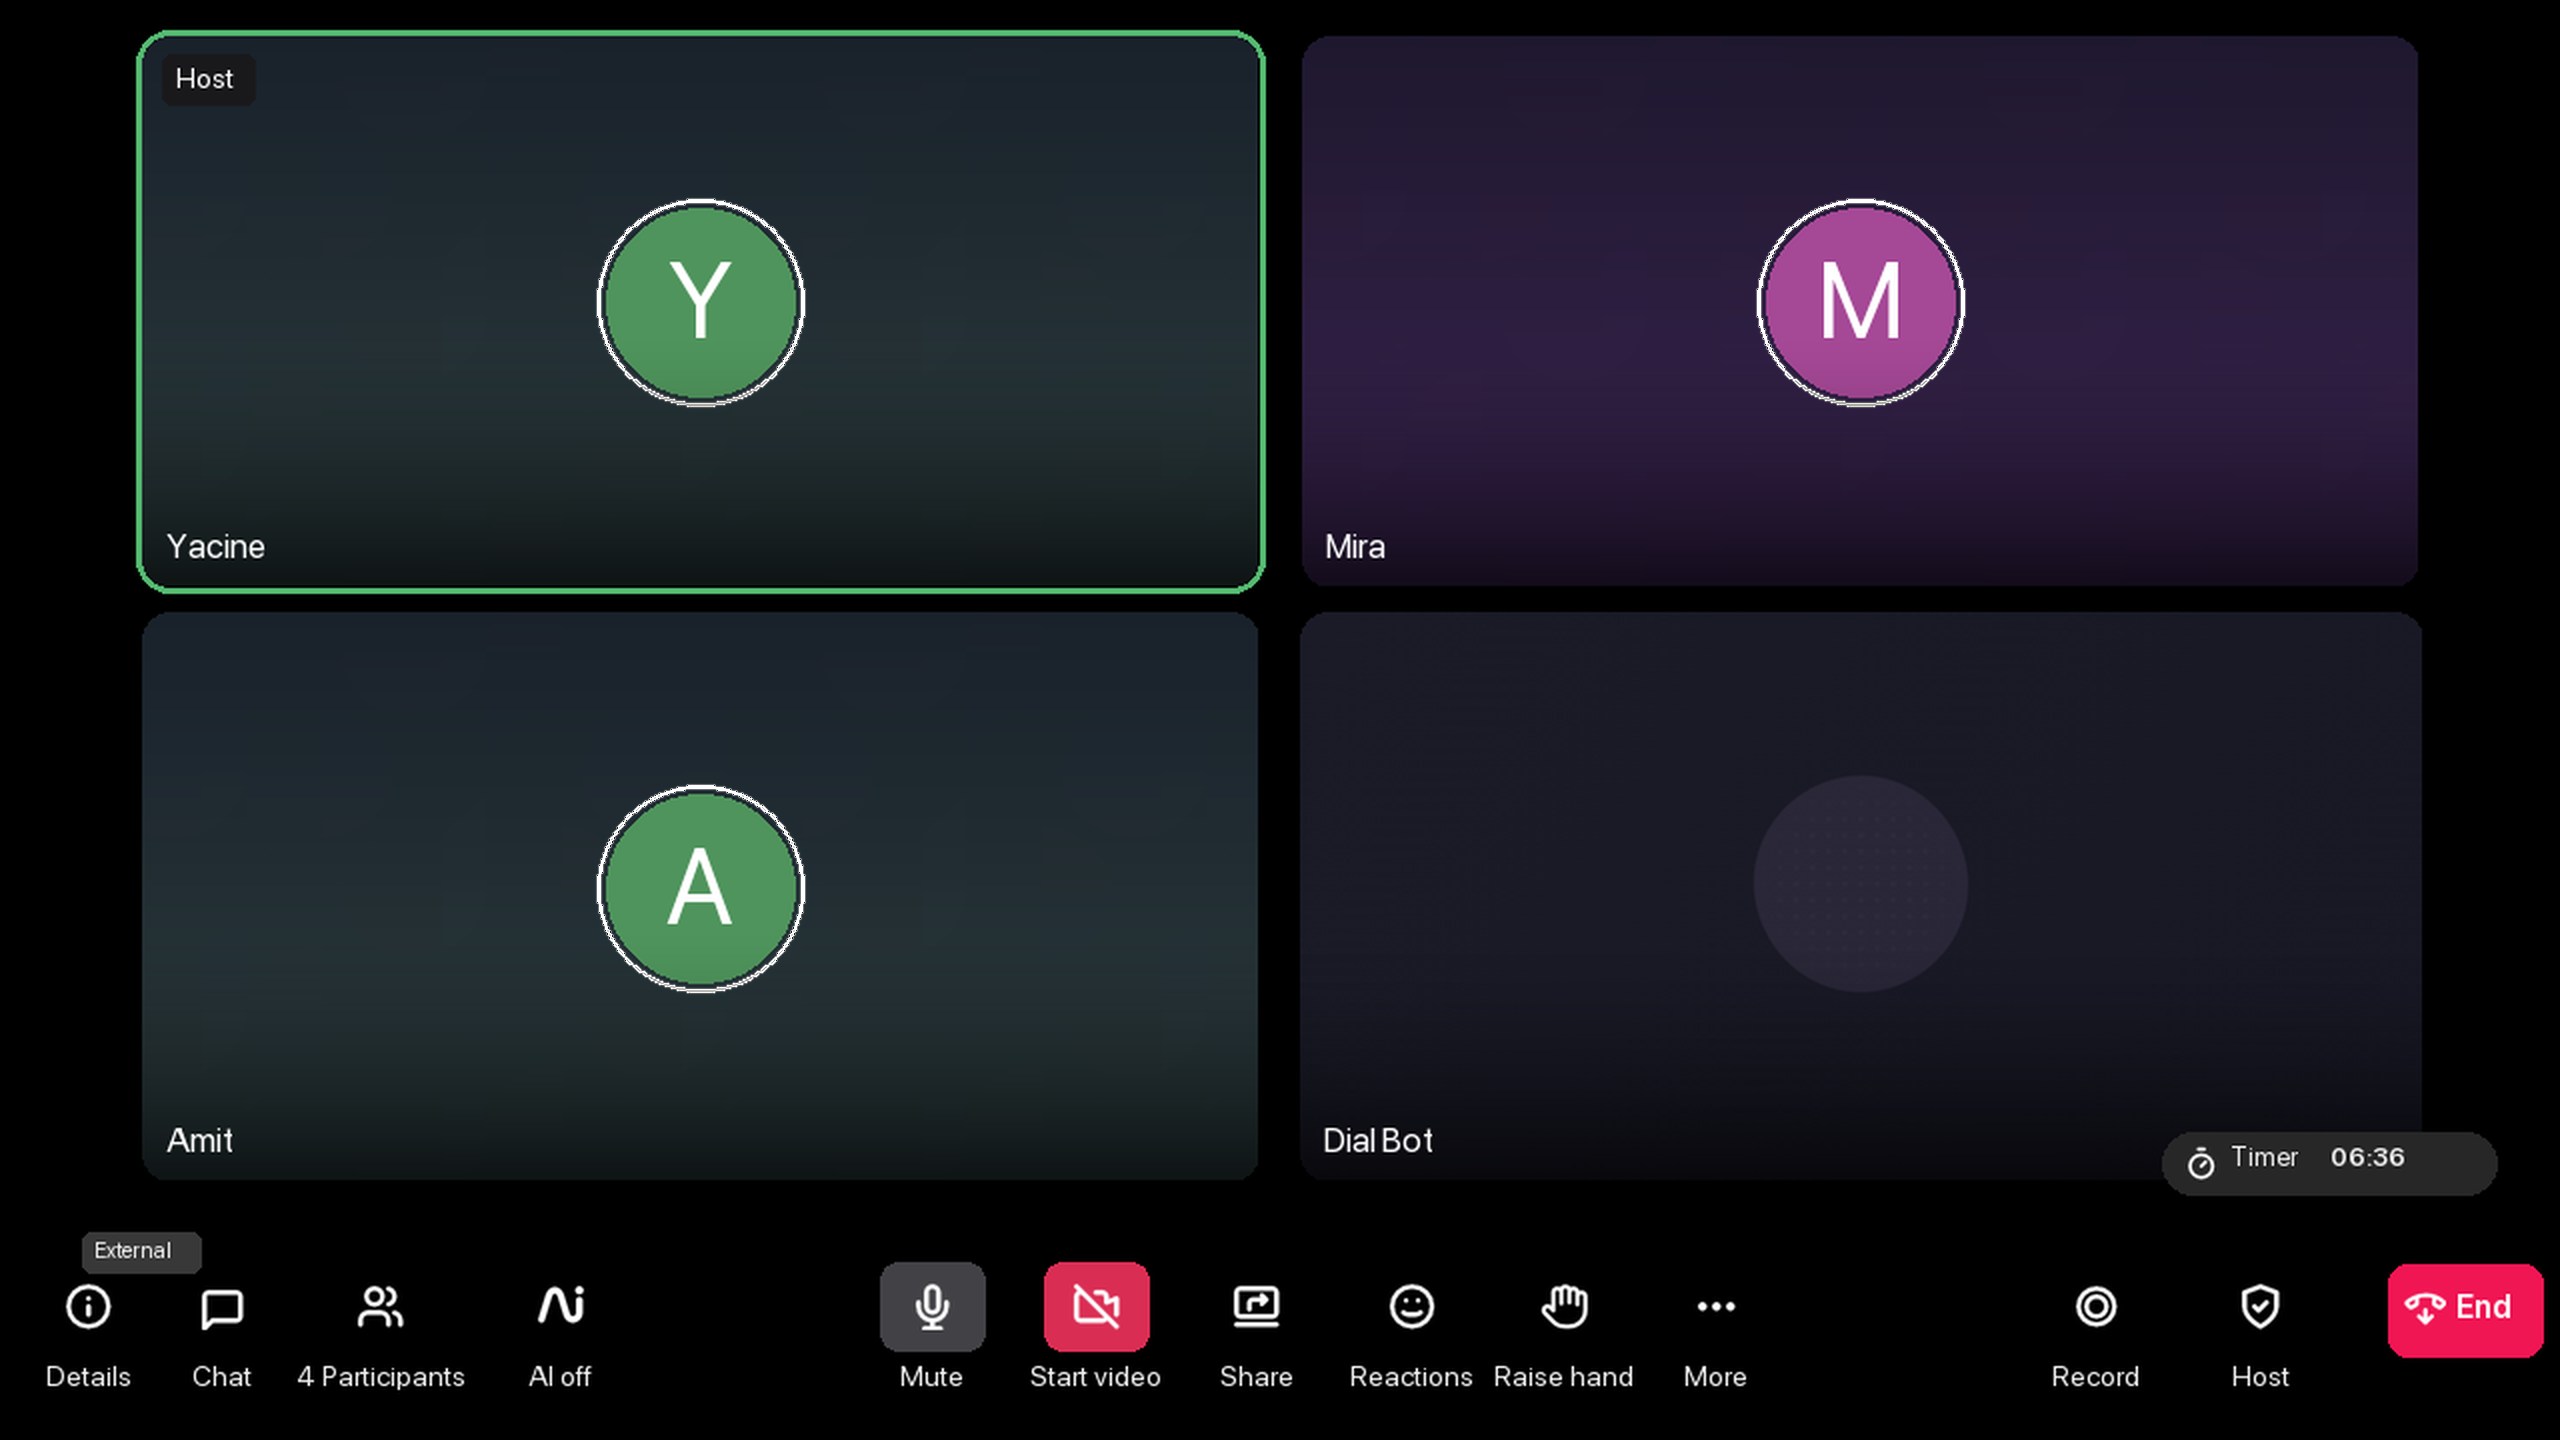 Host
Y
Yacine
M
Mira
A
Amit
Dial Bot
Timer 06:36
External
Details
Chat
4 Participants
AI off
Mute
Start video
Share
Reactions
Raise hand
More
Record
Host
End